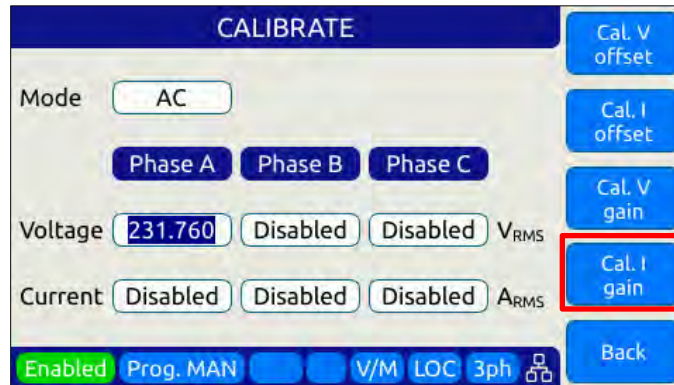 CALIBRATE
Cal. V
offset
Mode AC
Cal. I
offset
Phase A Phase B Phase C
Cal. V
gain
Voltage 231.760 Disabled Disabled VRMS
Cal. I
gain
Current Disabled Disabled Disabled ARMS
Back
Enabled Prog. MAN V/M LOC 3ph